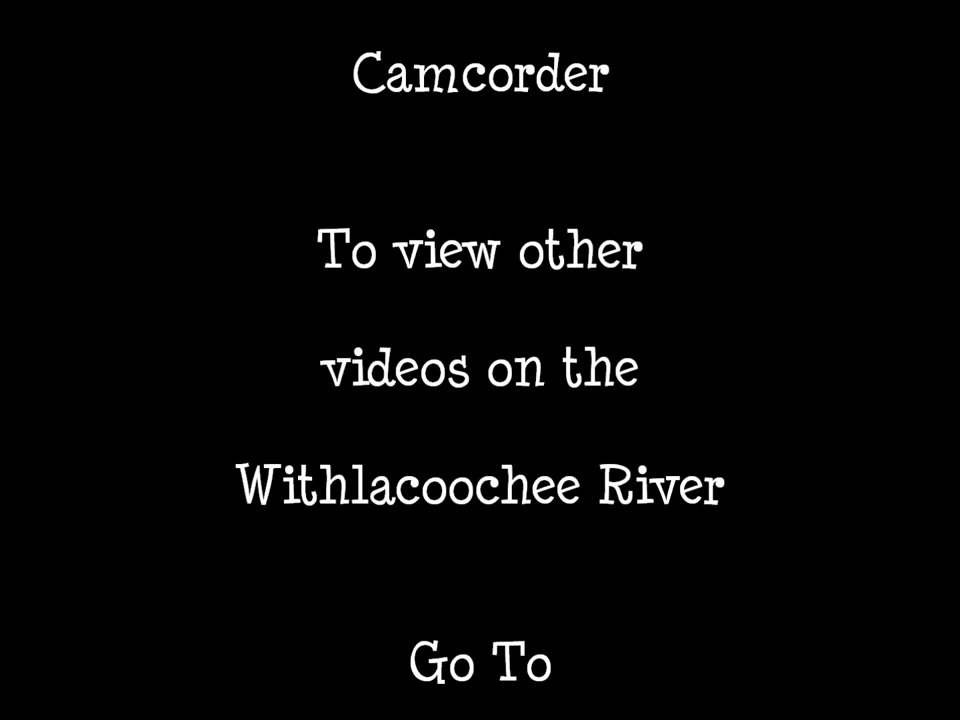 Camcorder
To view other
videos on the
Withlacoochee River
Go To